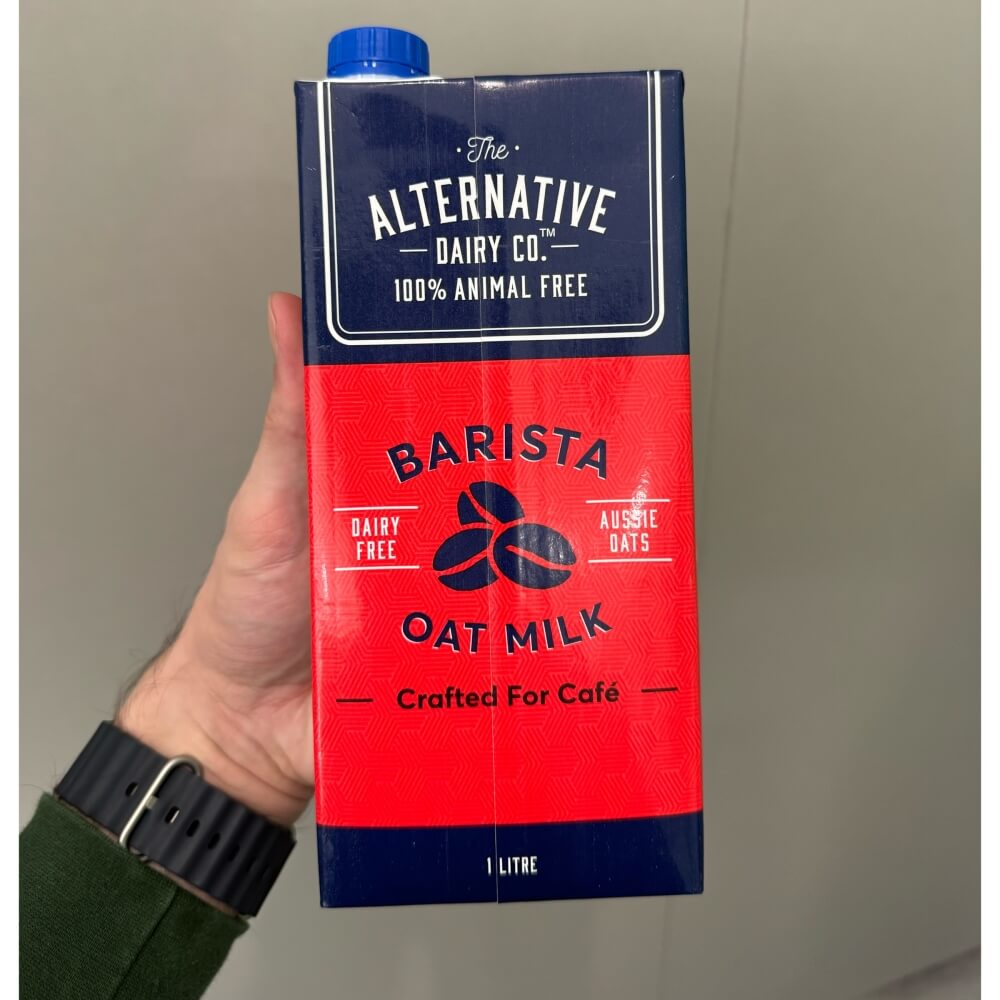 The
ALTERNATIVE
DAIRY CO.™
100% ANIMAL FREE
BARISTA
DAIRY
FREE
AUSSIE
OATS
OAT MILK
Crafted For Café
1 LITRE